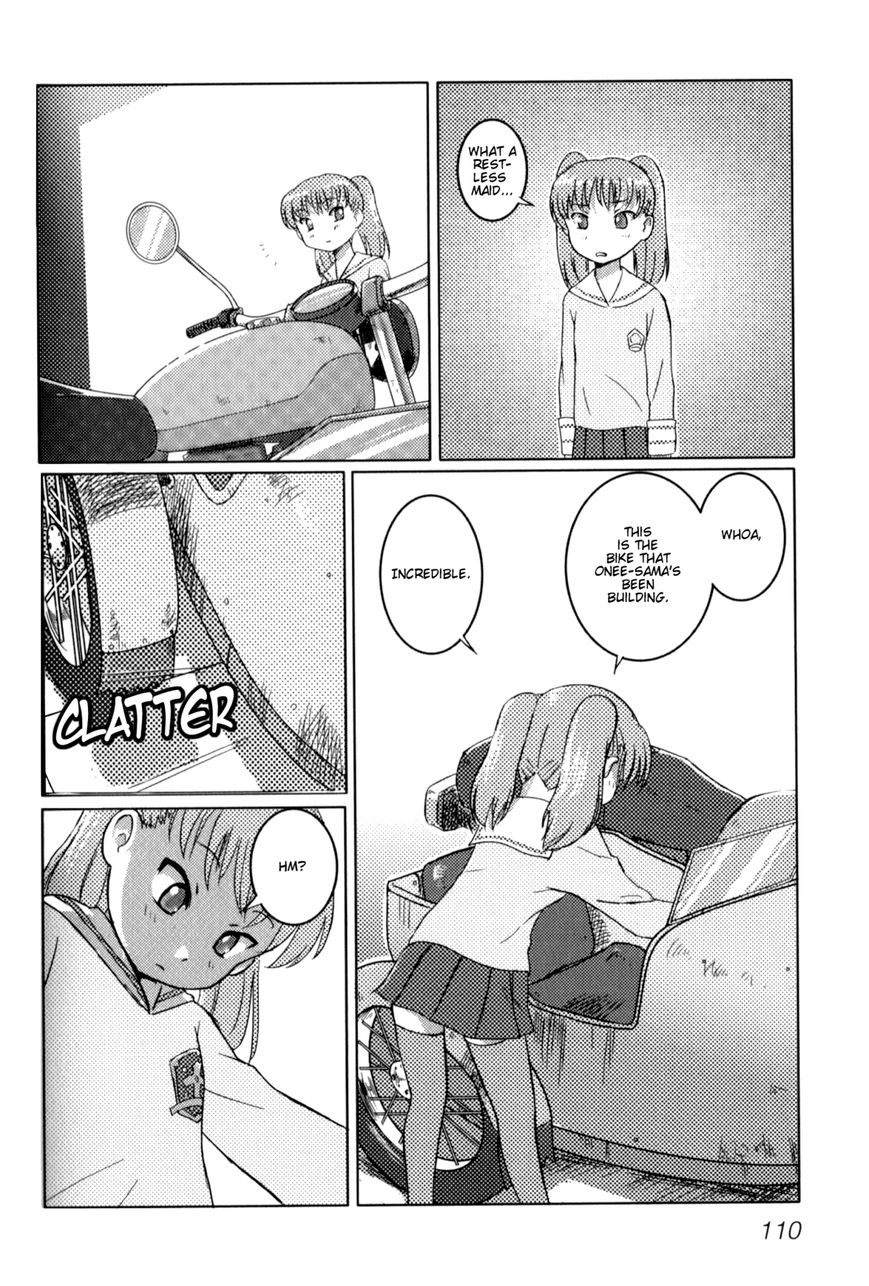 WHAT A
REST-
LESS
MAID...
WHOA,
THIS
IS THE
BIKE THAT
ONEE-SAMA'S
BEEN
BUILDING.
INCREDIBLE.
CLATTER
HM?
110